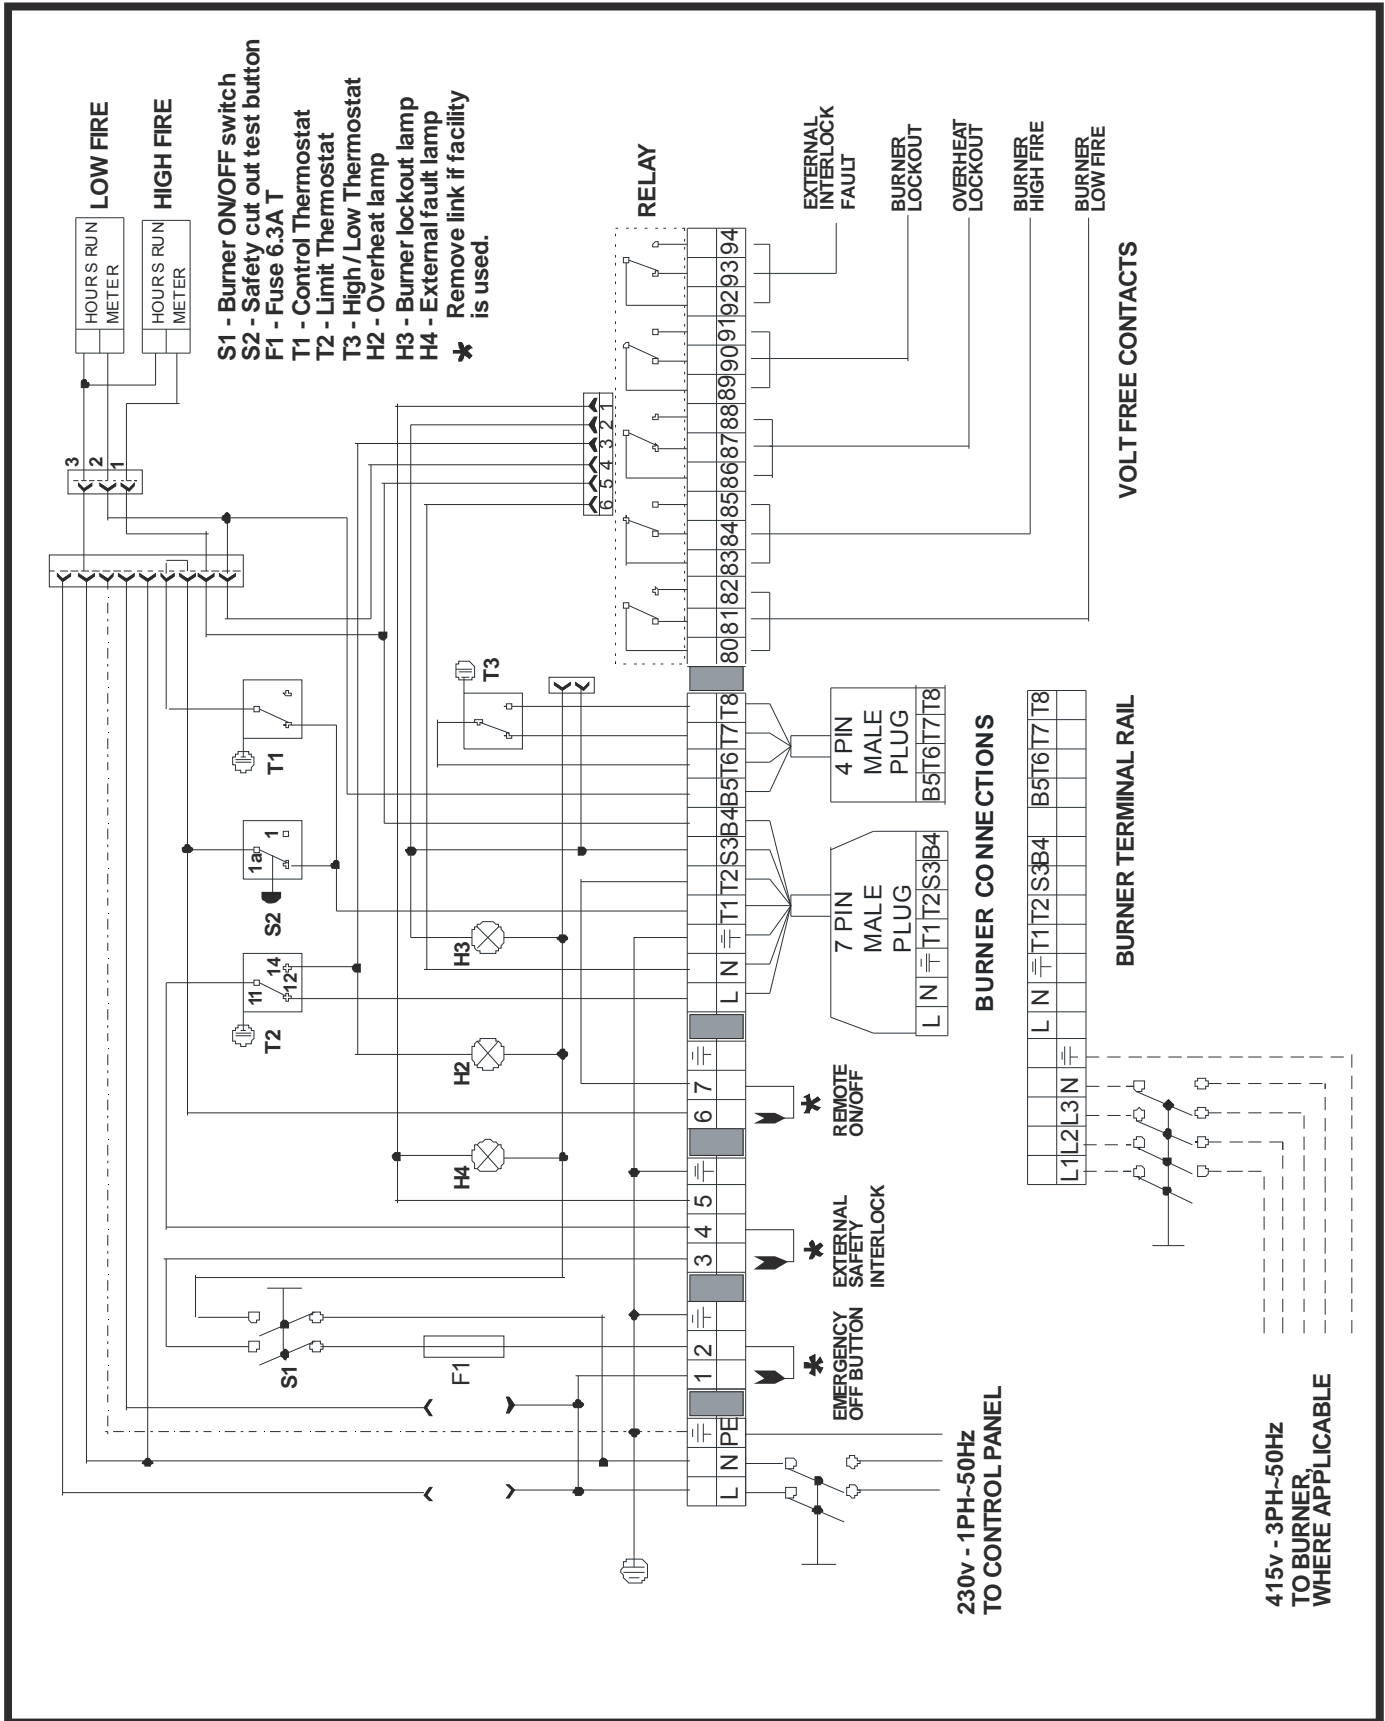 LOW FIRE
HIGH FIRE
HOURS RUN
METER
HOURS RUN
METER
3
2
1
S1 - Burner ON/OFF switch
S2 - Safety cut out test button
F1 - Fuse 6.3A T
T1 - Control Thermostat
T2 - Limit Thermostat
T3 - High / Low Thermostat
H2 - Overheat lamp
H3 - Burner lockout lamp
H4 - External fault lamp
* Remove link if facility
is used.
S1
F1
T2
11
12
14
S2
1a
1
T1
H4
H2
H3
T3
6 5 4 3 2 1
RELAY
L N PE
1 2
3 4 5
6 7
L N T1 T2 S3 B4 B5 T6 T7 T8
80 81 82 83 84 85 86 87 88 89 90 91 92 93 94
*
EMERGENCY
OFF BUTTON
*
EXTERNAL
SAFETY
INTERLOCK
*
REMOTE
ON/OFF
7 PIN
MALE
PLUG
L N T1 T2 S3 B4
4 PIN
MALE
PLUG
B5 T6 T7 T8
BURNER CONNECTIONS
EXTERNAL
INTERLOCK
FAULT
BURNER
LOCKOUT
OVERHEAT
LOCKOUT
BURNER
HIGH FIRE
BURNER
LOW FIRE
VOLT FREE CONTACTS
230v - 1PH~50Hz
TO CONTROL PANEL
L1 L2 L3 N L N T1 T2 S3 B4 B5 T6 T7 T8
BURNER TERMINAL RAIL
415v - 3PH~50Hz
TO BURNER,
WHERE APPLICABLE